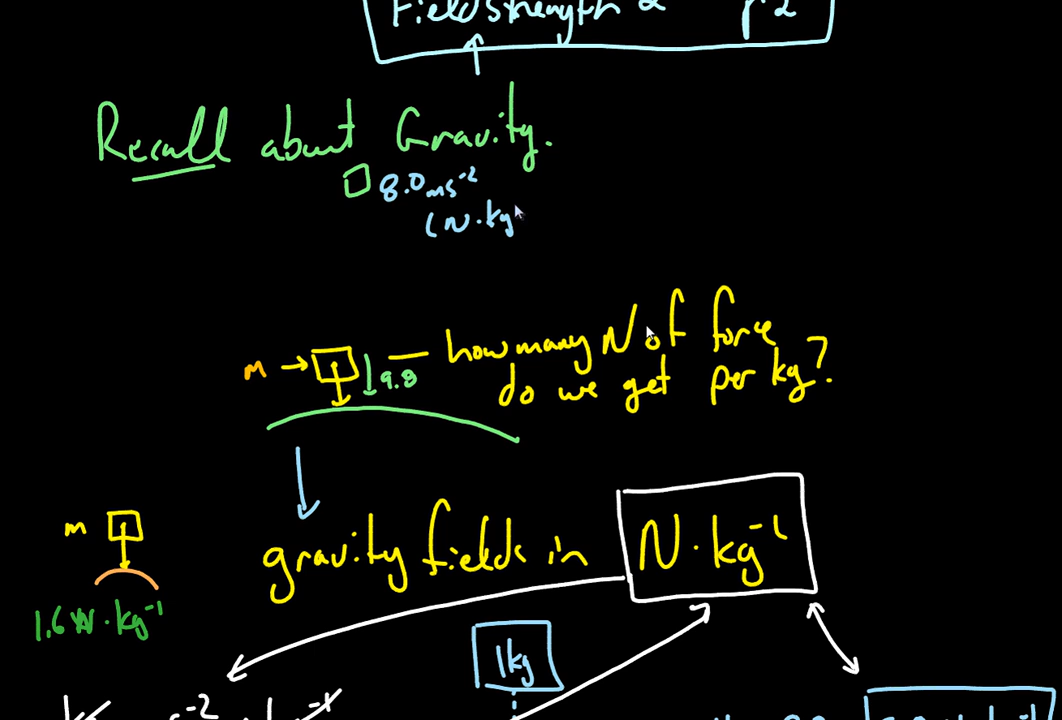 Field strength α r²
Recall about Gravity.
8.0 ms⁻²
(N·kg
m → 9.8 — how many N of force
do we get per kg?
gravity fields in N·kg⁻¹
m
1.6 N·kg⁻¹
1kg